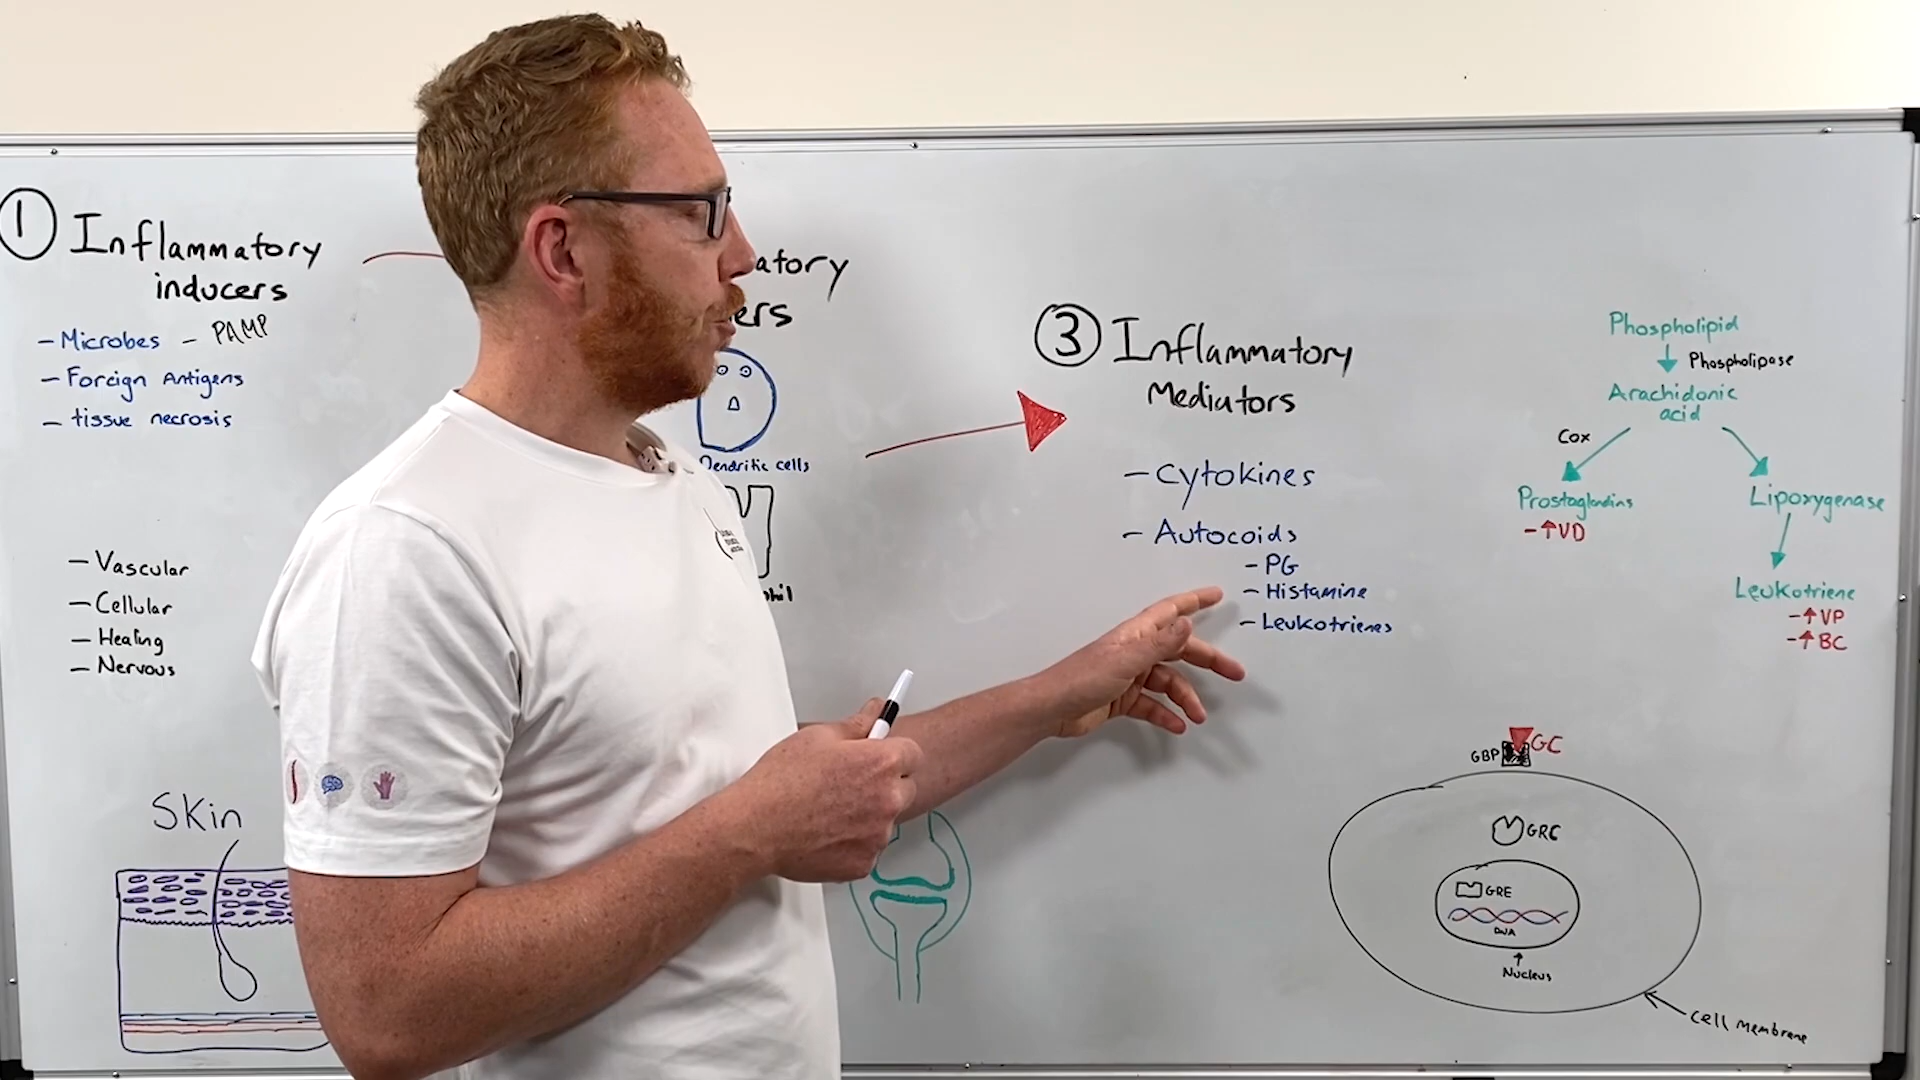 1 Inflammatory
inducers
- Microbes - PAMP
- Foreign Antigens
- tissue necrosis
- Vascular
- Cellular
- Healing
- Nervous
Skin
atory
ers
Dendritic cells
hil
3 Inflammatory
Mediators
- Cytokines
- Autocoids
- PG
- Histamine
- Leukotrienes
Phospholipid
Phospholipase
Arachidonic
acid
Cox
Prostaglandins
- ↑VD
Lipoxygenase
Leukotriene
- ↑VP
- ↑BC
GBP GC
GRC
GRE
DNA
↑
Nucleus
Cell membrane